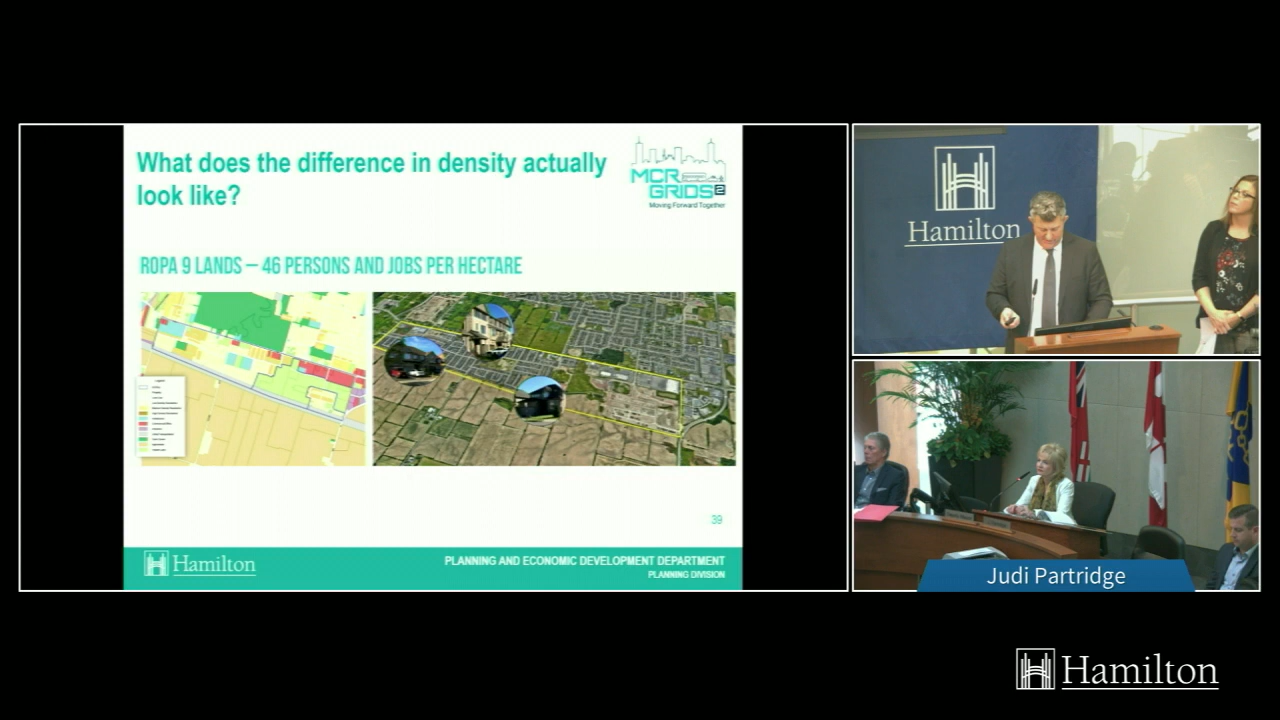 What does the difference in density actually
look like?
MCR
GRIDS2
Moving Forward Together
ROPA 9 LANDS – 46 PERSONS AND JOBS PER HECTARE
39
Hamilton
PLANNING AND ECONOMIC DEVELOPMENT DEPARTMENT
PLANNING DIVISION
Hamilton
Judi Partridge
Hamilton